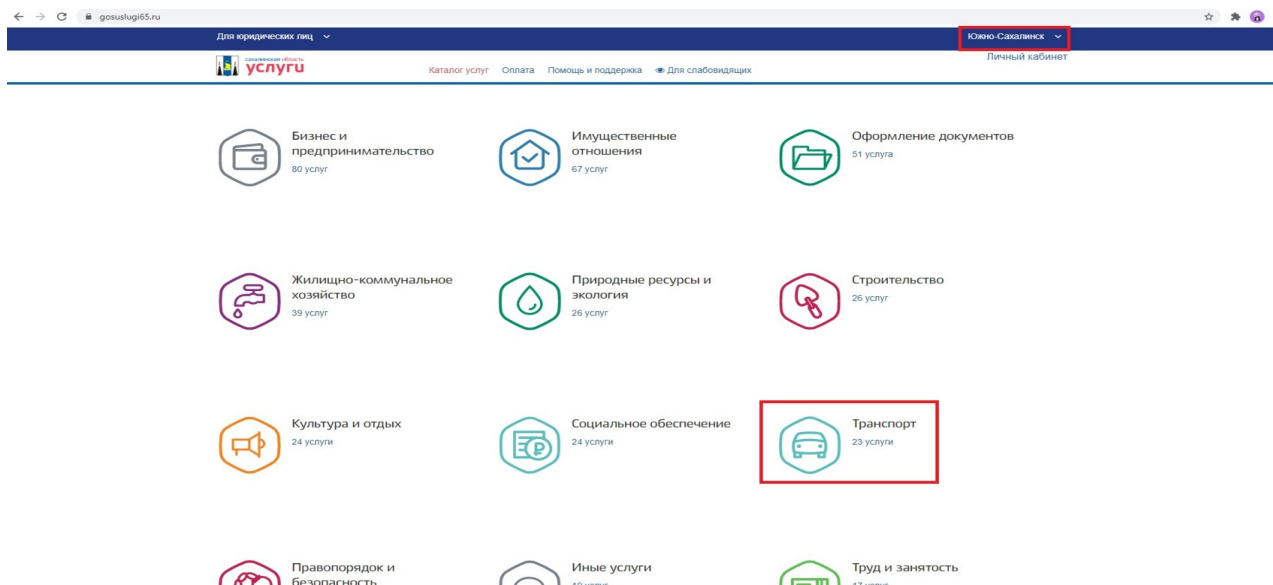 gosuslugi65.ru
Для юридических лиц
Южно-Сахалинск
сахалинская область
услуги
Каталог услуг Оплата Помощь и поддержка Для слабовидящих
Личный кабинет
Бизнес и
предпринимательство
80 услуг
Имущественные
отношения
67 услуг
Оформление документов
51 услуга
Жилищно-коммунальное
хозяйство
39 услуг
Природные ресурсы и
экология
26 услуг
Строительство
26 услуг
Культура и отдых
24 услуги
Социальное обеспечение
24 услуги
Транспорт
23 услуги
Правопорядок и
безопасность
Иные услуги
Труд и занятость
17 услуг